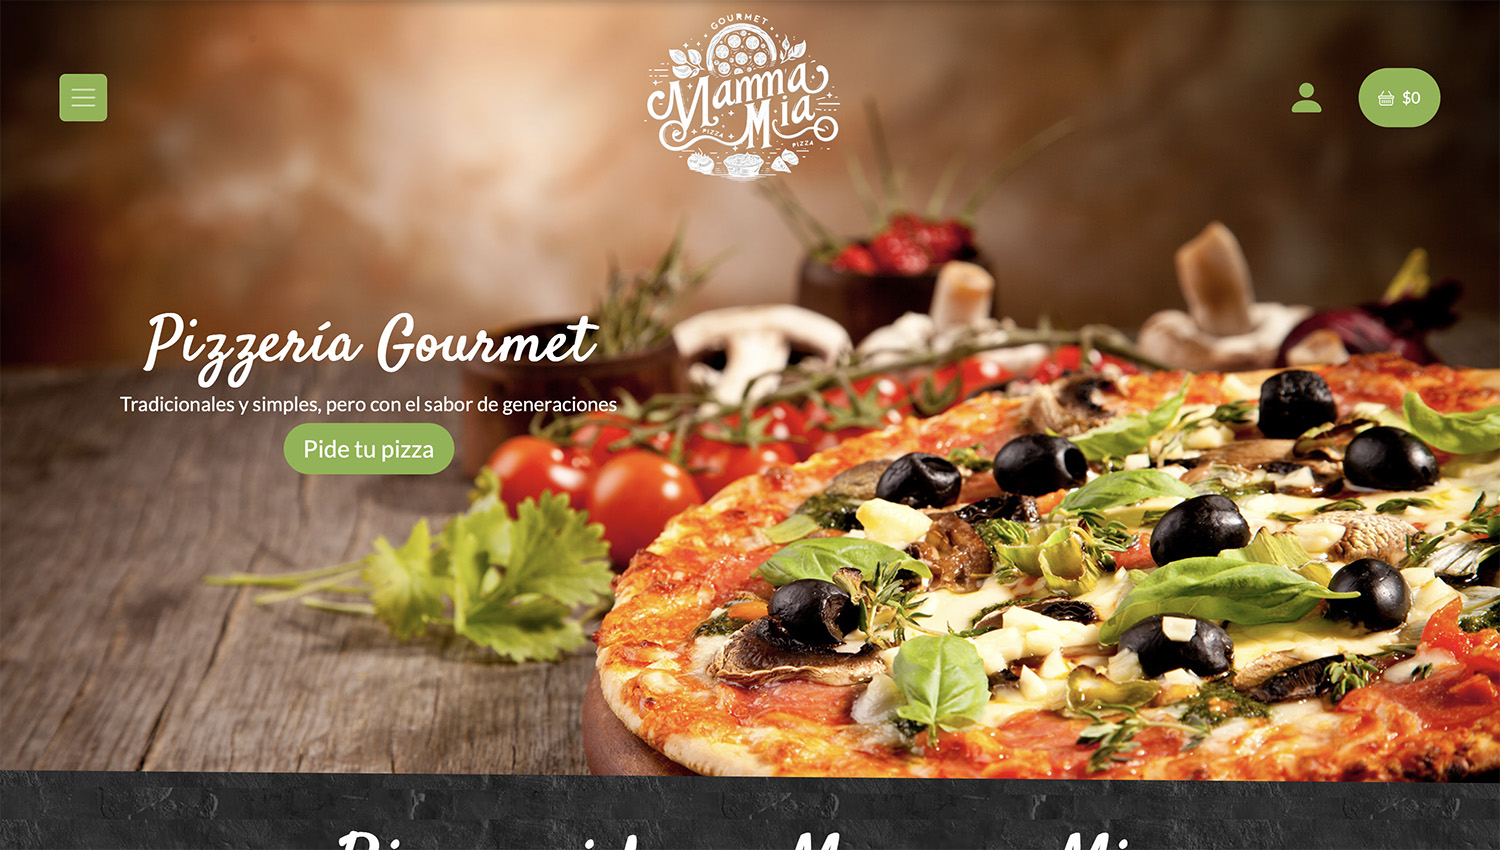 GOURMET
Mamma
Mia
PIZZA
PIZZA
$0
Pizzería Gourmet
Tradicionales y simples, pero con el sabor de generaciones
Pide tu pizza